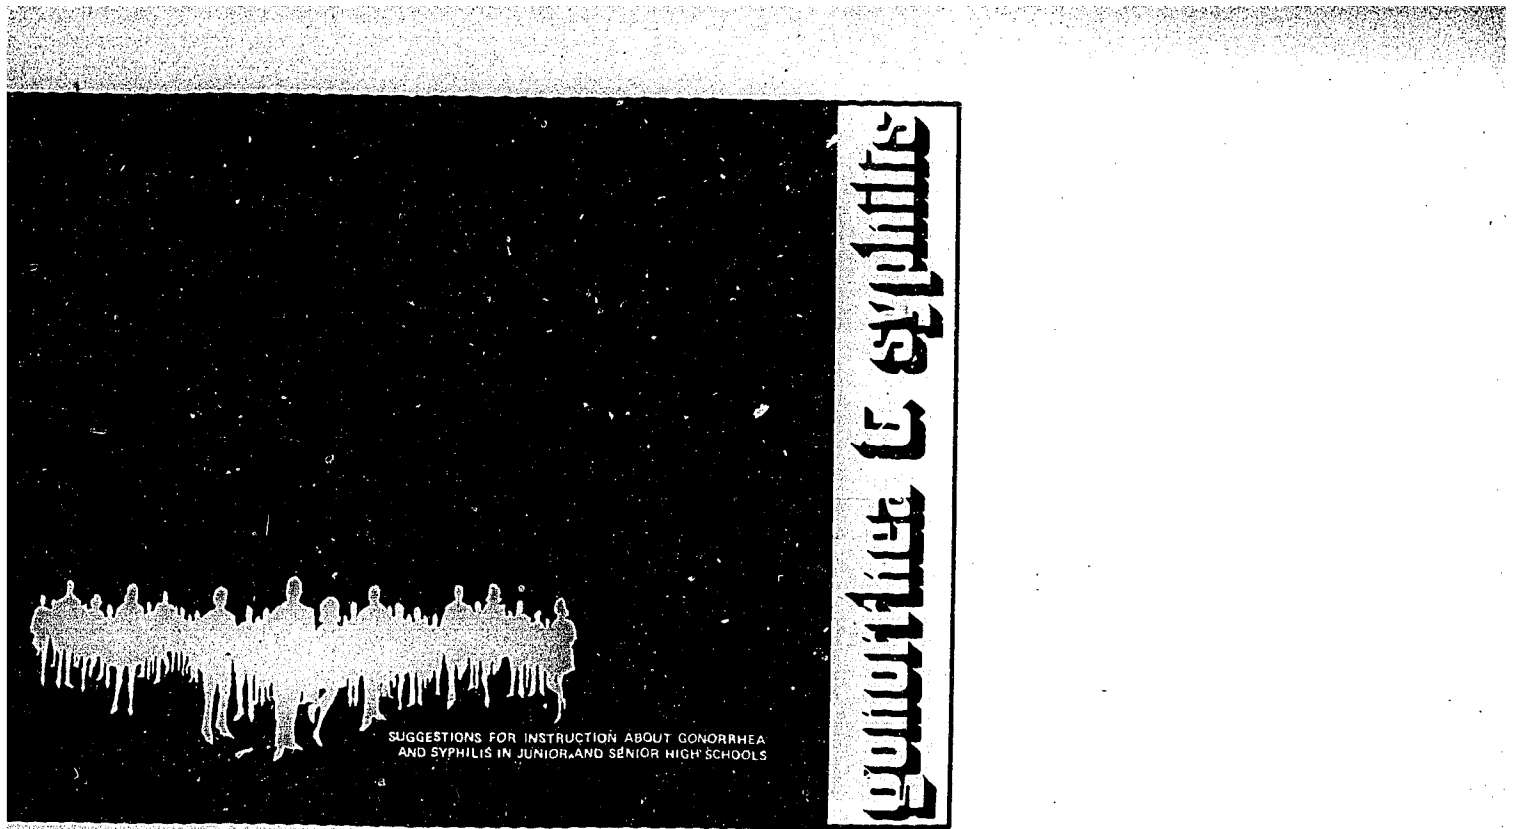 gonorrhea & syphilis
SUGGESTIONS FOR INSTRUCTION ABOUT GONORRHEA
AND SYPHILIS IN JUNIOR AND SENIOR HIGH SCHOOLS